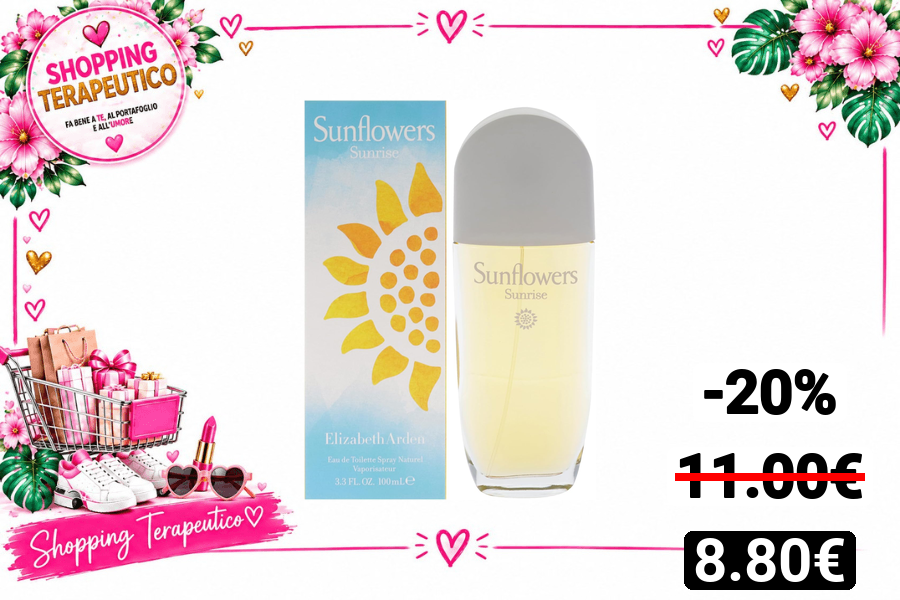 SHOPPING
TERAPEUTICO
FA BENE A TE, AL PORTAFOGLIO
E ALL'UMORE
Sunflowers
Sunrise
Elizabeth Arden
Eau de Toilette Spray Naturel
Vaporisateur
3.3 FL. OZ. 100 mL e
Sunflowers
Sunrise
-20%
11.00€
8.80€
Shopping Terapeutico